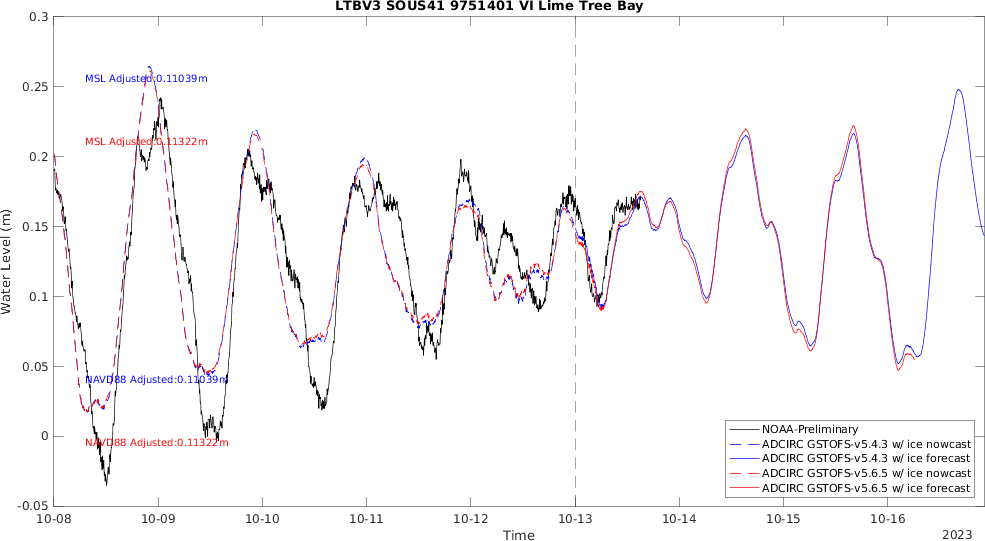 LTBV3 SOUS41 9751401 VI Lime Tree Bay
0.3
0.25
0.2
0.15
0.1
0.05
0
-0.05
Water Level (m)
MSL Adjusted:0.11039m
MSL Adjusted:0.11322m
NAVD88 Adjusted:0.11039m
NAVD88 Adjusted:0.11322m
NOAA-Preliminary
ADCIRC GSTOFS-v5.4.3 w/ ice nowcast
ADCIRC GSTOFS-v5.4.3 w/ ice forecast
ADCIRC GSTOFS-v5.6.5 w/ ice nowcast
ADCIRC GSTOFS-v5.6.5 w/ ice forecast
10-08 10-09 10-10 10-11 10-12 10-13 10-14 10-15 10-16
Time
2023